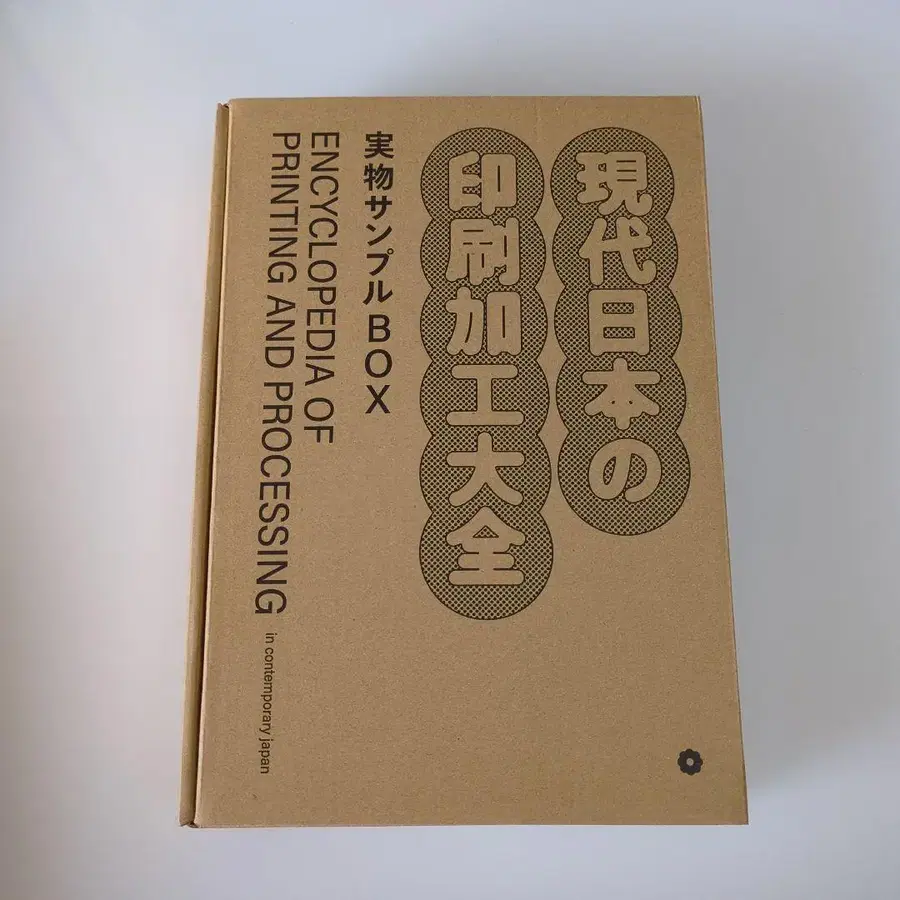 現代日本の
印刷加工大全
実物サンプルBOX
ENCYCLOPEDIA OF
PRINTING AND PROCESSING
in contemporary japan